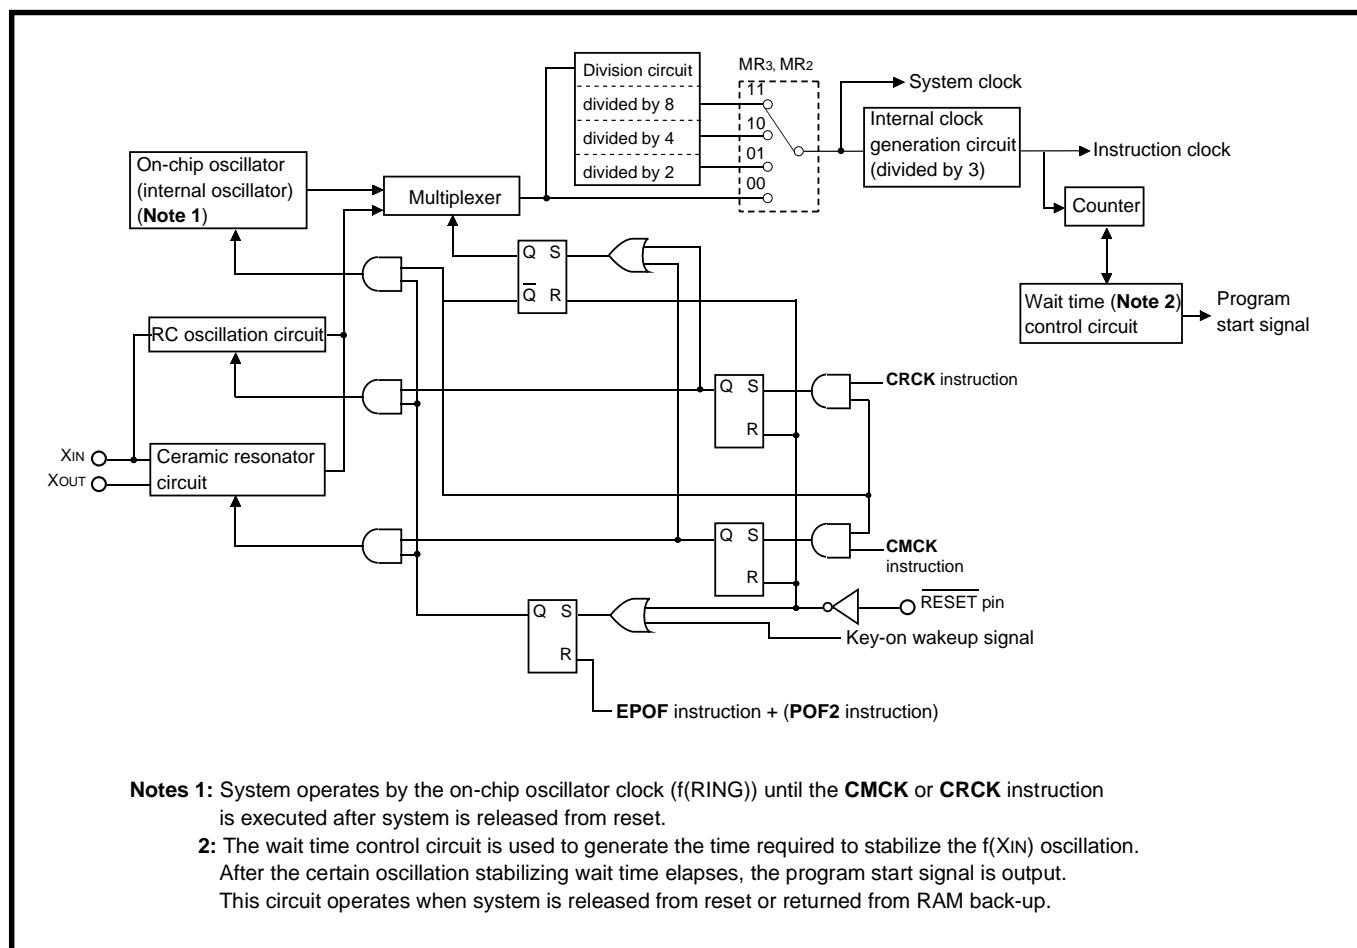 Division circuit
divided by 8
divided by 4
divided by 2
MR3, MR2
11
10
01
00
System clock
Internal clock
generation circuit
(divided by 3)
Instruction clock
Counter
Wait time (Note 2)
control circuit
Program
start signal
On-chip oscillator
(internal oscillator)
(Note 1)
Multiplexer
Q S
Q R
RC oscillation circuit
Q S
R
CRCK instruction
XIN
XOUT
Ceramic resonator
circuit
Q S
R
CMCK
instruction
RESET pin
Key-on wakeup signal
Q S
R
EPOF instruction + (POF2 instruction)
Notes 1: System operates by the on-chip oscillator clock (f(RING)) until the CMCK or CRCK instruction
is executed after system is released from reset.
2: The wait time control circuit is used to generate the time required to stabilize the f(XIN) oscillation.
After the certain oscillation stabilizing wait time elapses, the program start signal is output.
This circuit operates when system is released from reset or returned from RAM back-up.